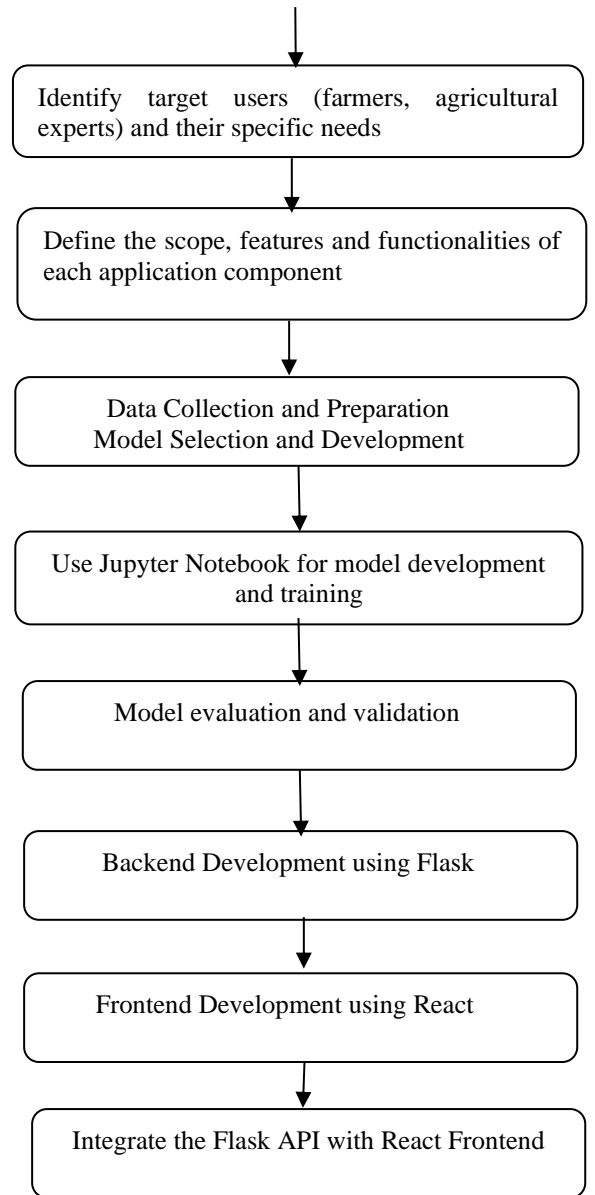 Identify target users (farmers, agricultural
experts) and their specific needs
Define the scope, features and functionalities of
each application component
Data Collection and Preparation
Model Selection and Development
Use Jupyter Notebook for model development
and training
Model evaluation and validation
Backend Development using Flask
Frontend Development using React
Integrate the Flask API with React Frontend